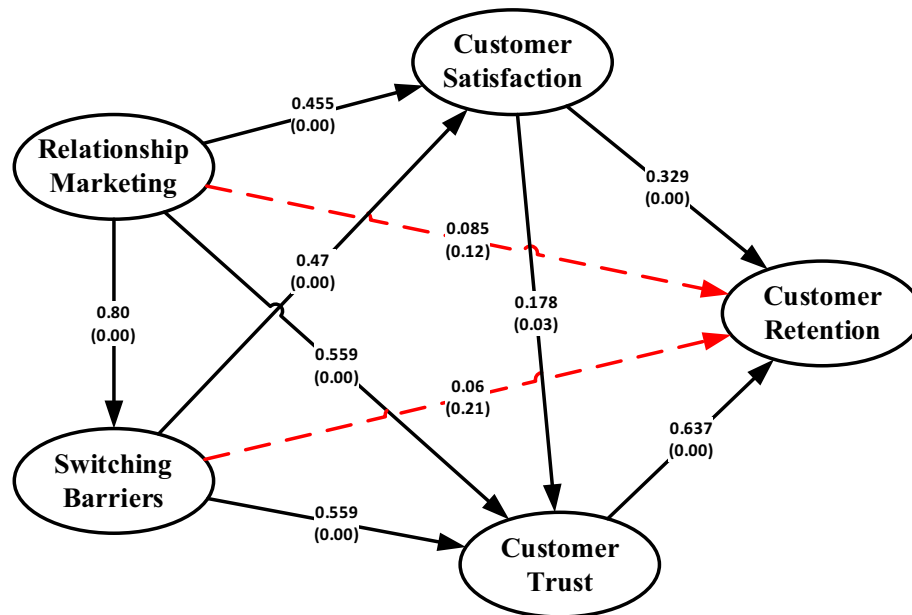 Customer
Satisfaction
0.455
(0.00)
Relationship
Marketing
0.329
(0.00)
0.085
(0.12)
0.47
(0.00)
0.178
(0.03)
Customer
Retention
0.80
(0.00)
0.559
(0.00)
0.06
(0.21)
0.637
(0.00)
Switching
Barriers
0.559
(0.00)
Customer
Trust